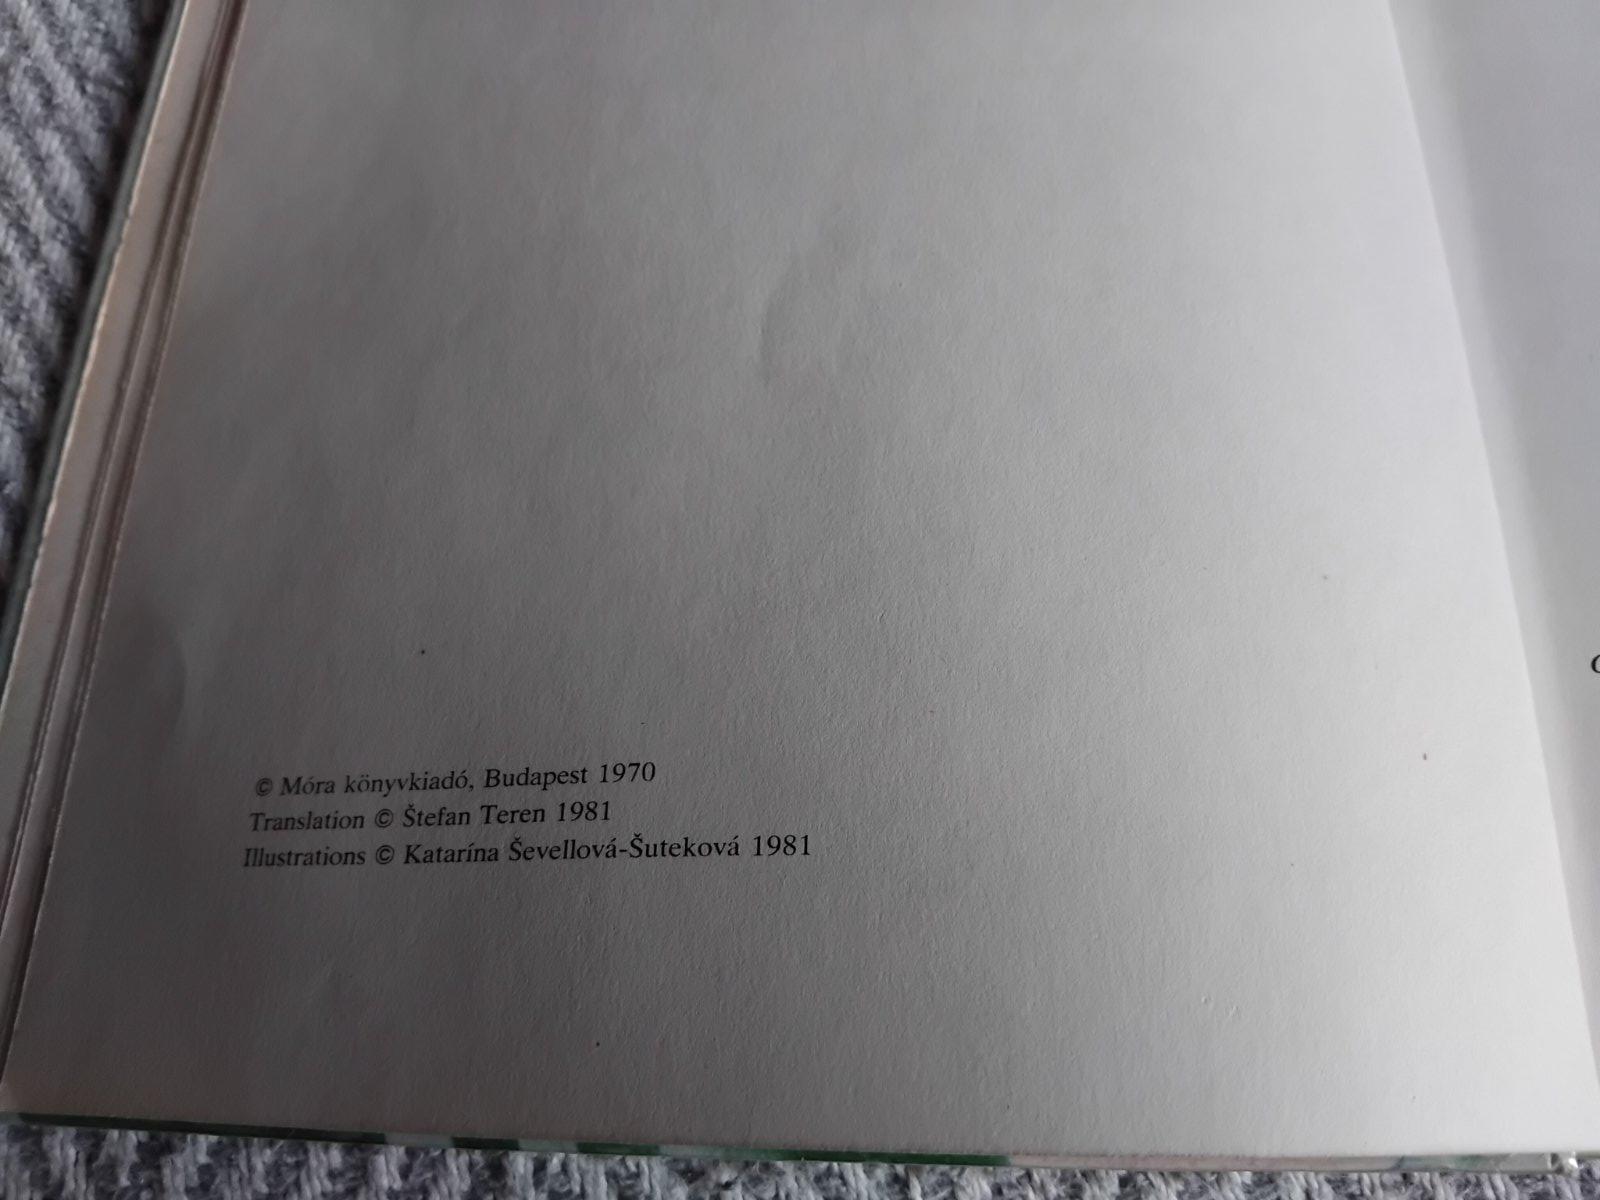 © Móra könyvkiadó, Budapest 1970
Translation © Štefan Teren 1981
Illustrations © Katarína Ševellová-Šuteková 1981